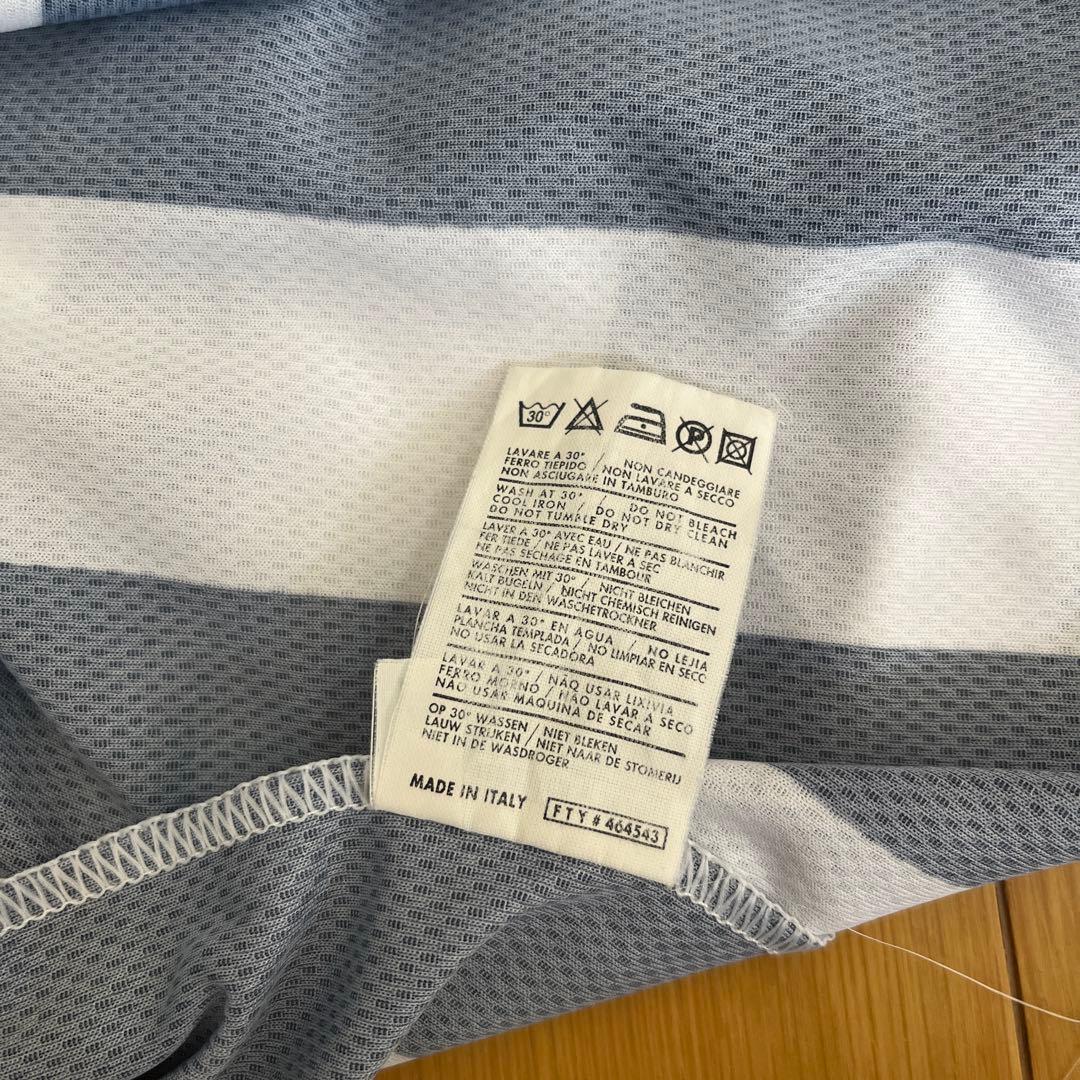 30°
P
LAVARE A 30° / NON CANDEGGIARE
FERRO TIEPIDO / NON LAVARE A SECCO
NON ASCIUGARE IN TAMBURO
WASH AT 30° / DO NOT BLEACH
COOL IRON / DO NOT DRY CLEAN
DO NOT TUMBLE DRY
LAVER A 30° AVEC EAU / NE PAS BLANCHIR
FER TIEDE / NE PAS LAVER A SEC
NE PAS SECHAGE EN TAMBOUR
WASCHEN MIT 30° / NICHT BLEICHEN
KALT BUGELN / NICHT CHEMISCH REINIGEN
NICHT IN DEN WASCHETROCKNER
LAVAR A 30° EN AGUA / NO LEJIA
PLANCHA TEMPLADA / NO LIMPIAR EN SECC
NO USAR LA SECADORA
LAVAR A 30° / NÃO USAR LIXIVIA
FERRO MORNO / NÃO LAVAR A SECO
NÃO USAR MAQUINA DE SECAR
OP 30° WASSEN / NIET BLEKEN
LAUW STRIJKEN / NIET NAAR DE STOMERIJ
NIET IN DE WASDROGER
MADE IN ITALY FTY # 464543